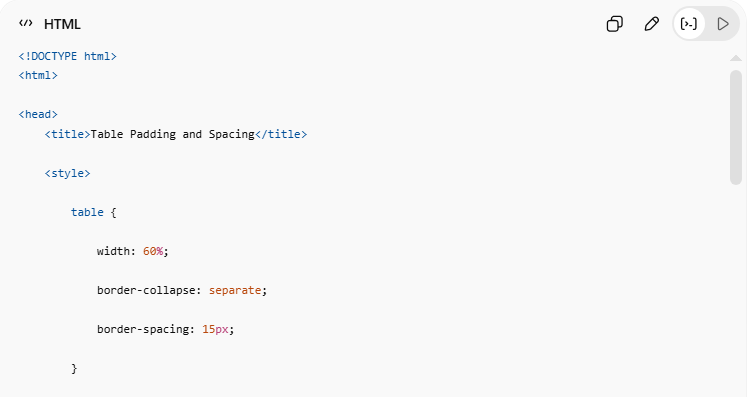 HTML
<!DOCTYPE html>
<html>
<head>
<title>Table Padding and Spacing</title>
<style>
table {
width: 60%;
border-collapse: separate;
border-spacing: 15px;
}